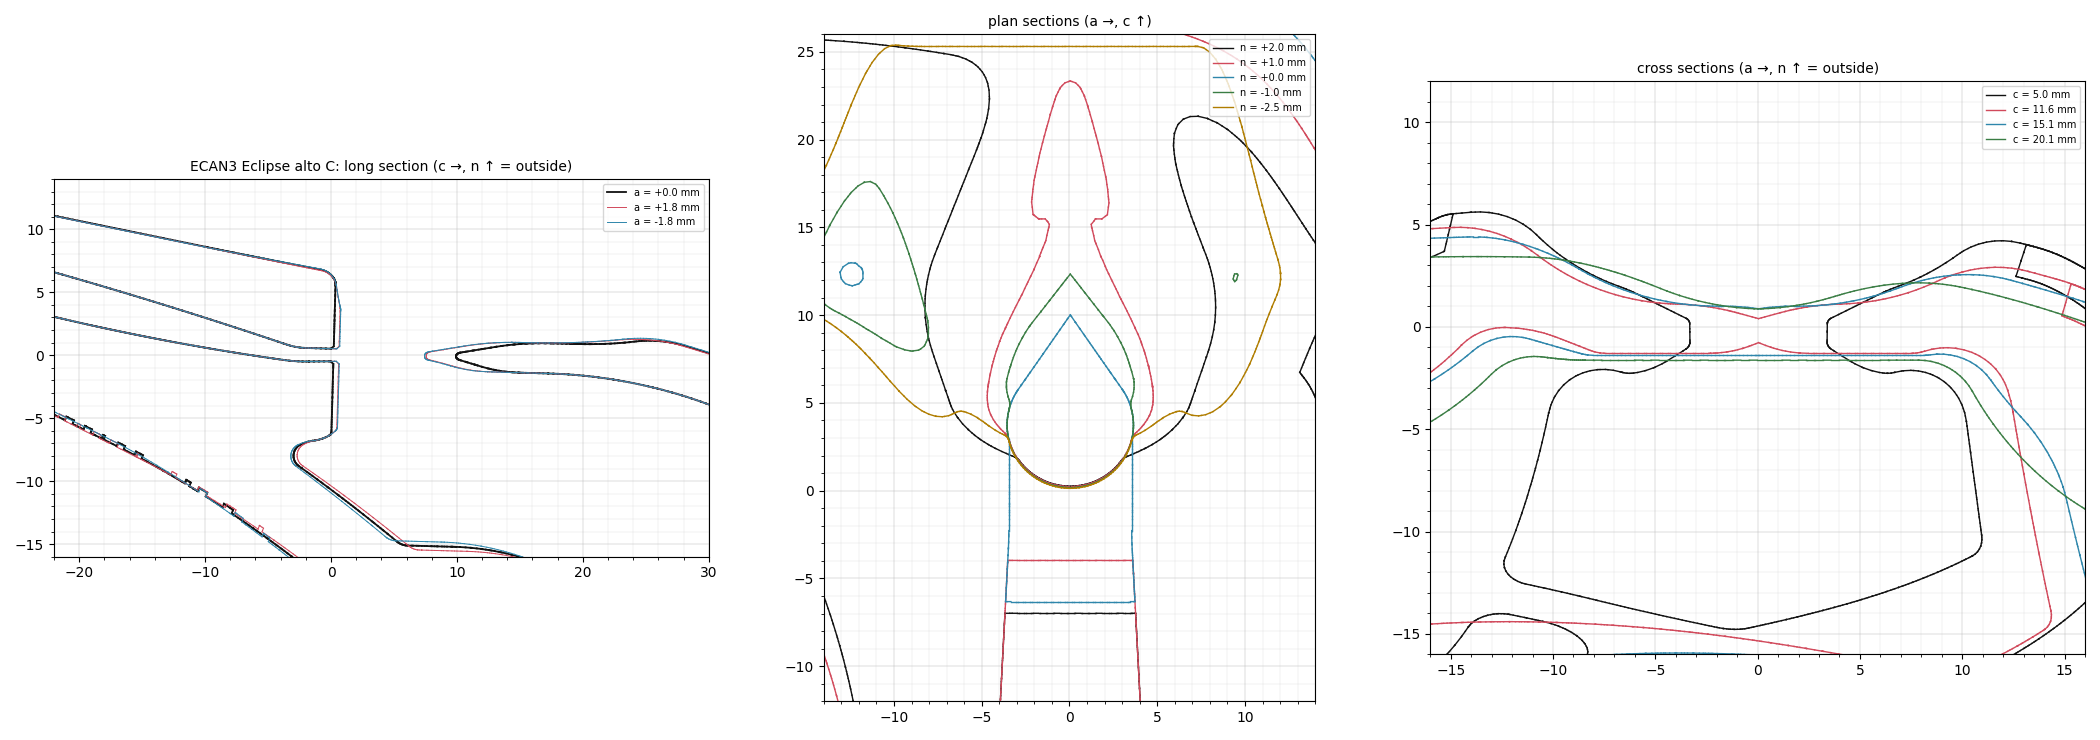 ECAN3 Eclipse alto C: long section (c →, n ↑ = outside)
a = +0.0 mm
a = +1.8 mm
a = -1.8 mm
10
5
0
−5
−10
−15
−20
−10
0
10
20
30
plan sections (a →, c ↑)
n = +2.0 mm
n = +1.0 mm
n = +0.0 mm
n = -1.0 mm
n = -2.5 mm
25
20
15
10
5
0
−5
−10
−10
−5
0
5
10
cross sections (a →, n ↑ = outside)
c = 5.0 mm
c = 11.6 mm
c = 15.1 mm
c = 20.1 mm
10
5
0
−5
−10
−15
−15
−10
−5
0
5
10
15